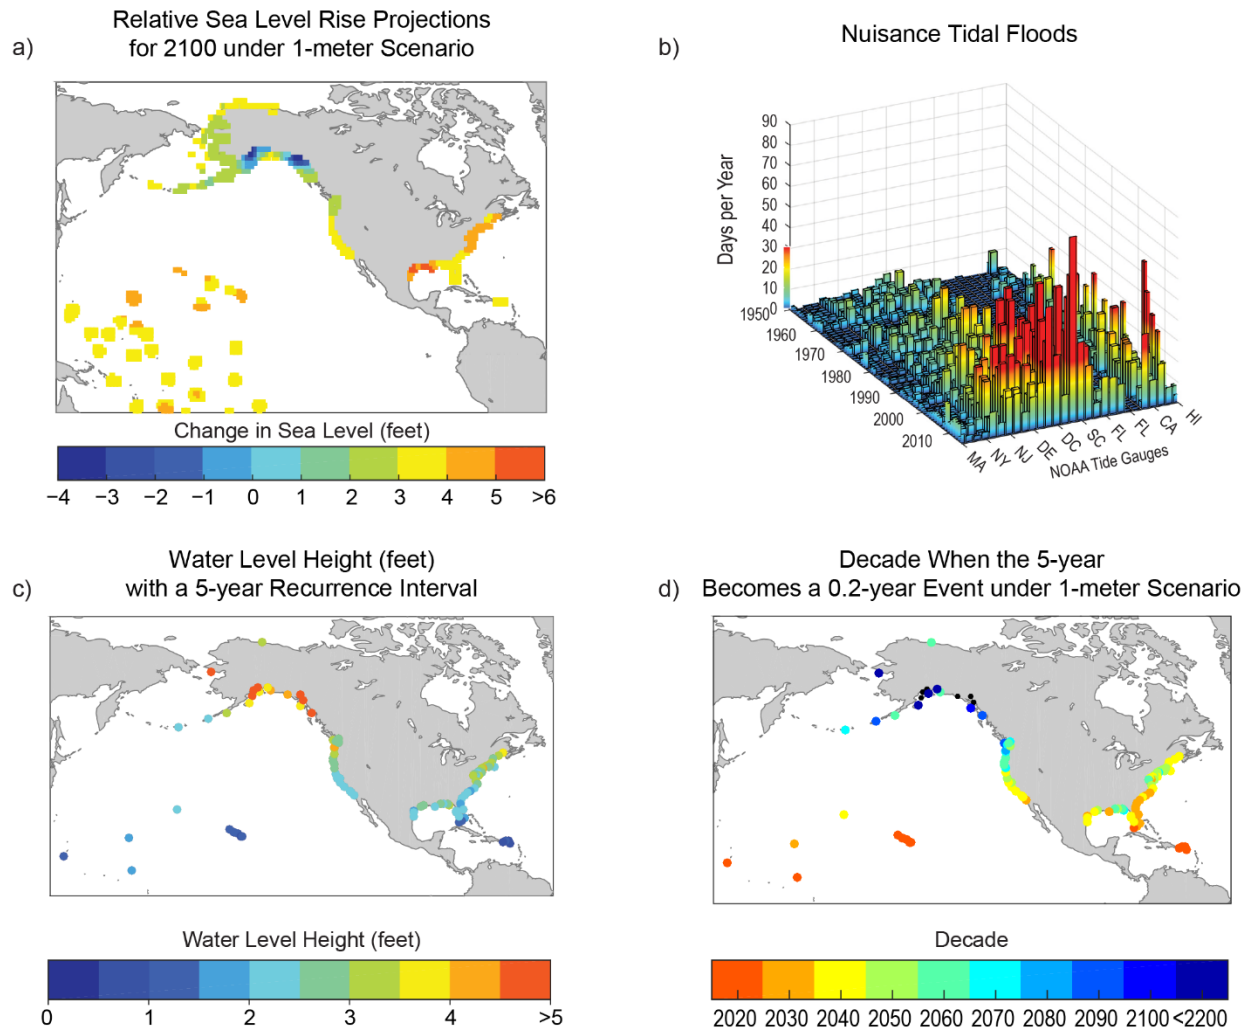 a)
Relative Sea Level Rise Projections
for 2100 under 1-meter Scenario
Change in Sea Level (feet)
−4 −3 −2 −1 0 1 2 3 4 5 >6
b)
Nuisance Tidal Floods
Days per Year
90
80
70
60
50
40
30
20
10
0
1950
1960
1970
1980
1990
2000
2010
MA NY NJ DE DC SC FL FL CA HI
NOAA Tide Gauges
c)
Water Level Height (feet)
with a 5-year Recurrence Interval
Water Level Height (feet)
0 1 2 3 4 >5
d)
Decade When the 5-year
Becomes a 0.2-year Event under 1-meter Scenario
Decade
2020 2030 2040 2050 2060 2070 2080 2090 2100 <2200